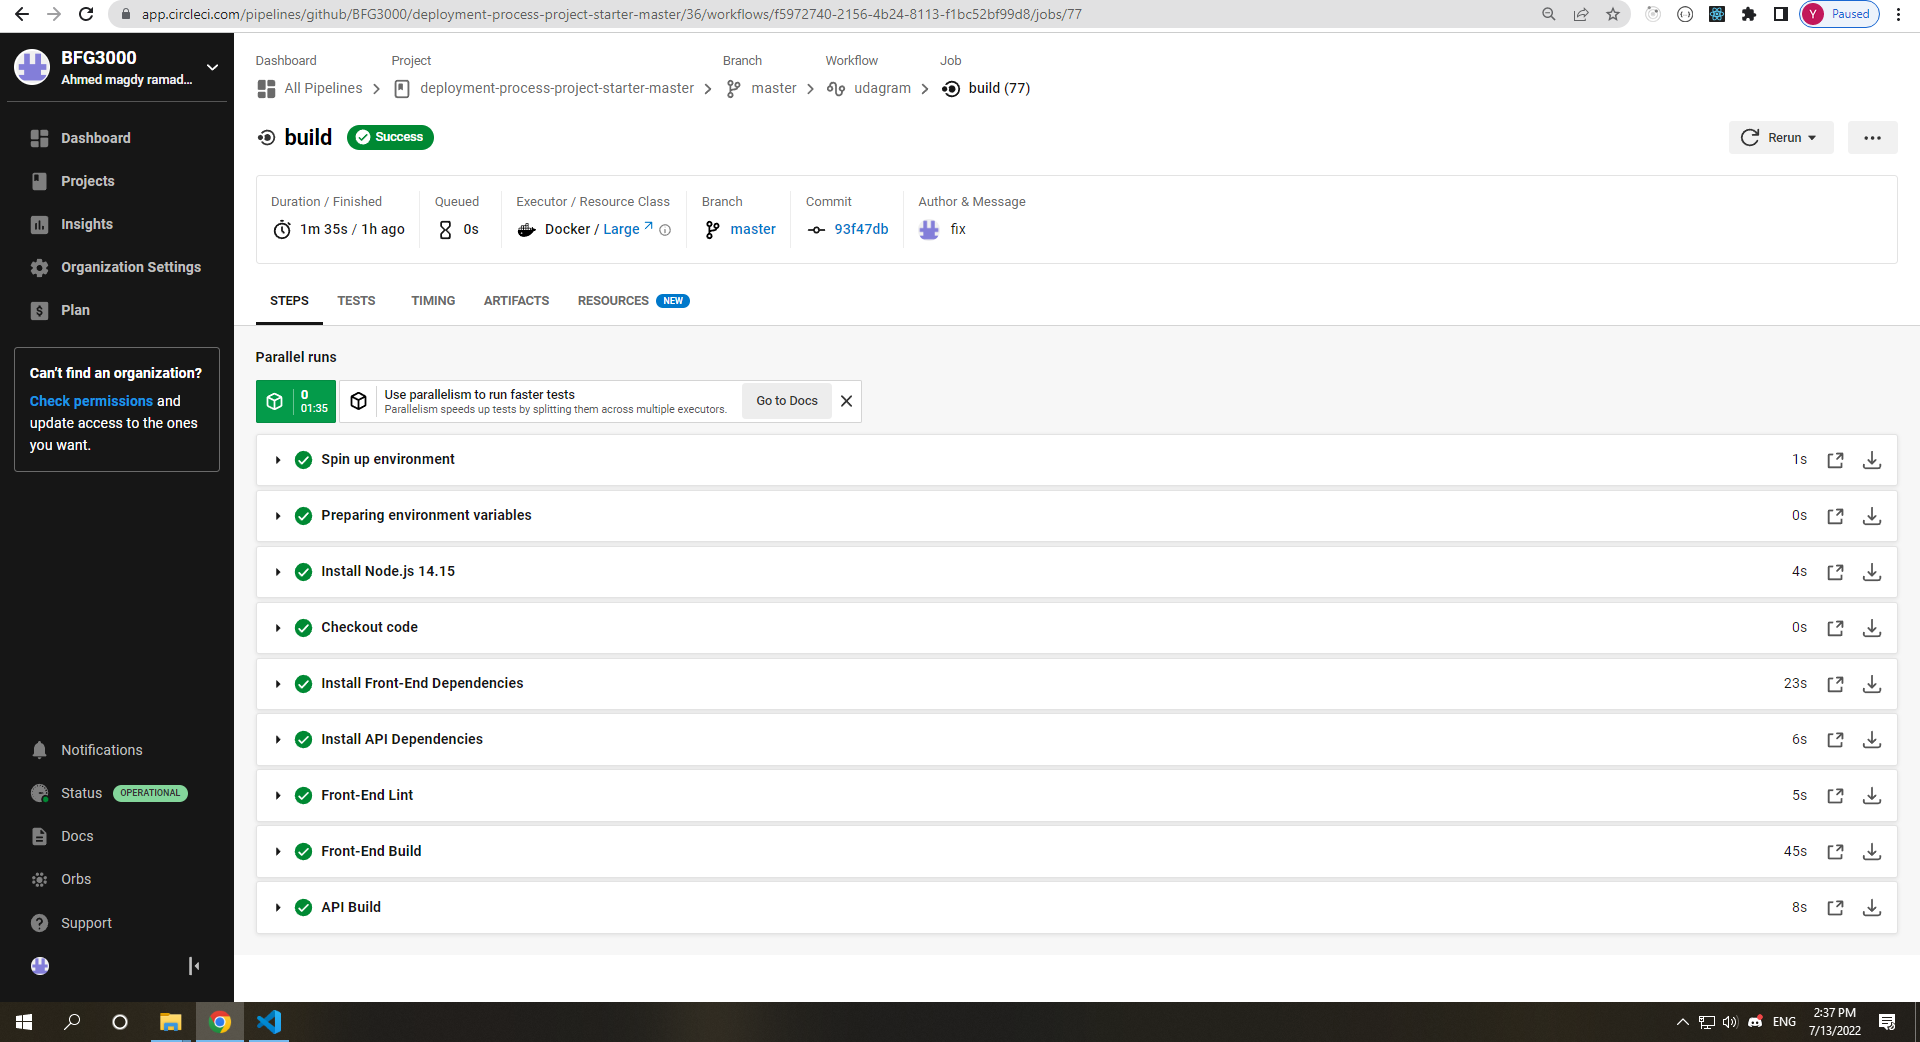 app.circleci.com/pipelines/github/BFG3000/deployment-process-project-starter-master/36/workflows/f5972740-2156-4b24-8113-f1bc52bf99d8/jobs/77
Y Paused
BFG3000
Ahmed magdy ramad...
Dashboard
Projects
Insights
Organization Settings
Plan
Can't find an organization?
Check permissions and
update access to the ones
you want.
Notifications
Status OPERATIONAL
Docs
Orbs
Support
Dashboard Project Branch Workflow Job
All Pipelines deployment-process-project-starter-master master udagram build (77)
build Success
Rerun
Duration / Finished Queued Executor / Resource Class Branch Commit Author & Message
1m 35s / 1h ago 0s Docker / Large master 93f47db fix
STEPS TESTS TIMING ARTIFACTS RESOURCES NEW
Parallel runs
0
01:35
Use parallelism to run faster tests
Parallelism speeds up tests by splitting them across multiple executors.
Go to Docs
Spin up environment 1s
Preparing environment variables 0s
Install Node.js 14.15 4s
Checkout code 0s
Install Front-End Dependencies 23s
Install API Dependencies 6s
Front-End Lint 5s
Front-End Build 45s
API Build 8s
ENG
2:37 PM
7/13/2022